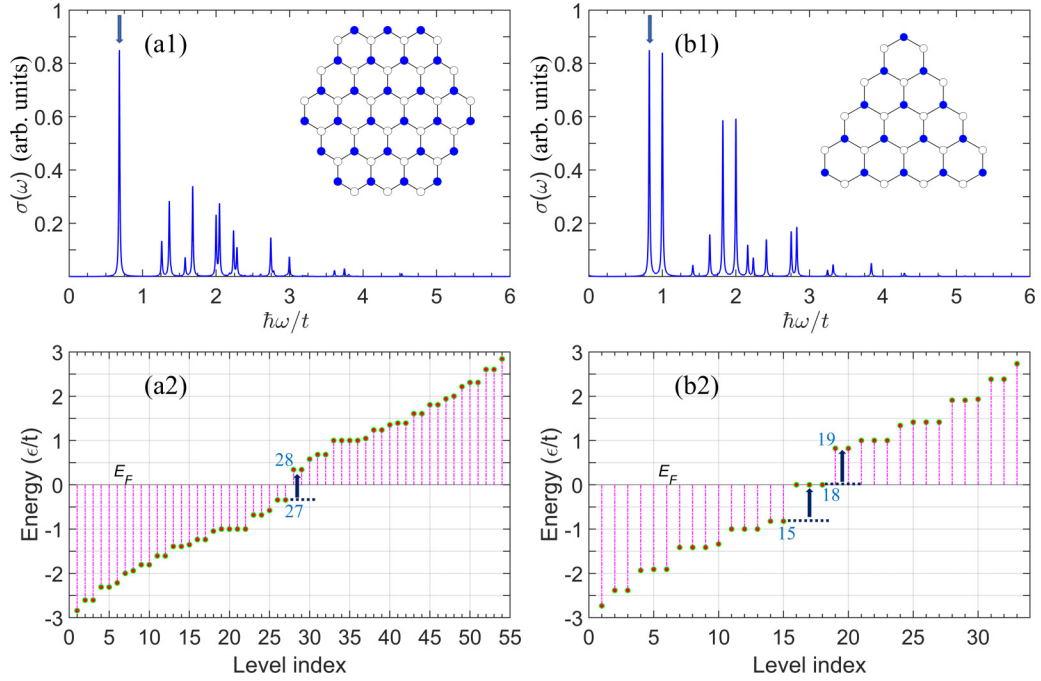 (a1)
1
0.8
0.6
0.4
0.2
σ(ω) (arb. units)
0 1 2 3 4 5 6
ħω/t
(b1)
1
0.8
0.6
0.4
0.2
σ(ω) (arb. units)
0 1 2 3 4 5 6
ħω/t
(a2)
3
2
1
0
-1
-2
-3
Energy (ϵ/t)
E_F
28
27
0 5 10 15 20 25 30 35 40 45 50 55
Level index
(b2)
3
2
1
0
-1
-2
-3
Energy (ϵ/t)
E_F
19
18
15
0 5 10 15 20 25 30
Level index